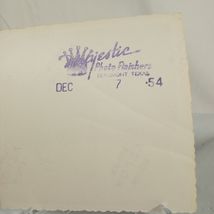 Majestic
Photo Finishers
BEAUMONT, TEXAS
DEC 7 '54